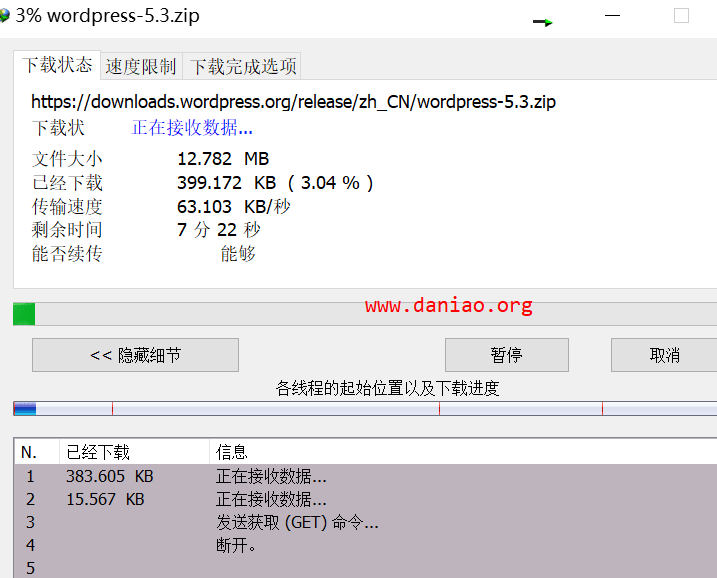 3% wordpress-5.3.zip
下载状态 速度限制 下载完成选项
https://downloads.wordpress.org/release/zh_CN/wordpress-5.3.zip
下载状 正在接收数据...
文件大小 12.782 MB
已经下载 399.172 KB ( 3.04 % )
传输速度 63.103 KB/秒
剩余时间 7 分 22 秒
能否续传 能够
www.daniao.org
<< 隐藏细节 暂停 取消
各线程的起始位置以及下载进度
N. 已经下载 信息
1 383.605 KB 正在接收数据...
2 15.567 KB 正在接收数据...
3 发送获取 (GET) 命令...
4 断开。
5